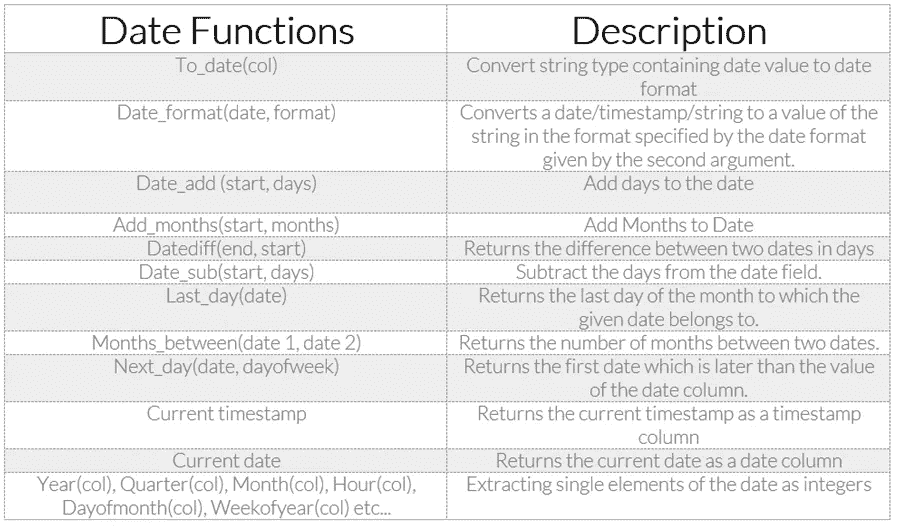 Date Functions
Description
To_date(col)
Convert string type containing date value to date
format
Date_format(date, format)
Converts a date/timestamp/string to a value of the
string in the format specified by the date format
given by the second argument.
Date_add (start, days)
Add days to the date
Add_months(start, months)
Add Months to Date
Datediff(end, start)
Returns the difference between two dates in days
Date_sub(start, days)
Subtract the days from the date field.
Last_day(date)
Returns the last day of the month to which the
given date belongs to.
Months_between(date 1, date 2)
Returns the number of months between two dates.
Next_day(date, dayofweek)
Returns the first date which is later than the value
of the date column.
Current timestamp
Returns the current timestamp as a timestamp
column
Current date
Returns the current date as a date column
Year(col), Quarter(col), Month(col), Hour(col),
Dayofmonth(col), Weekofyear(col) etc...
Extracting single elements of the date as integers